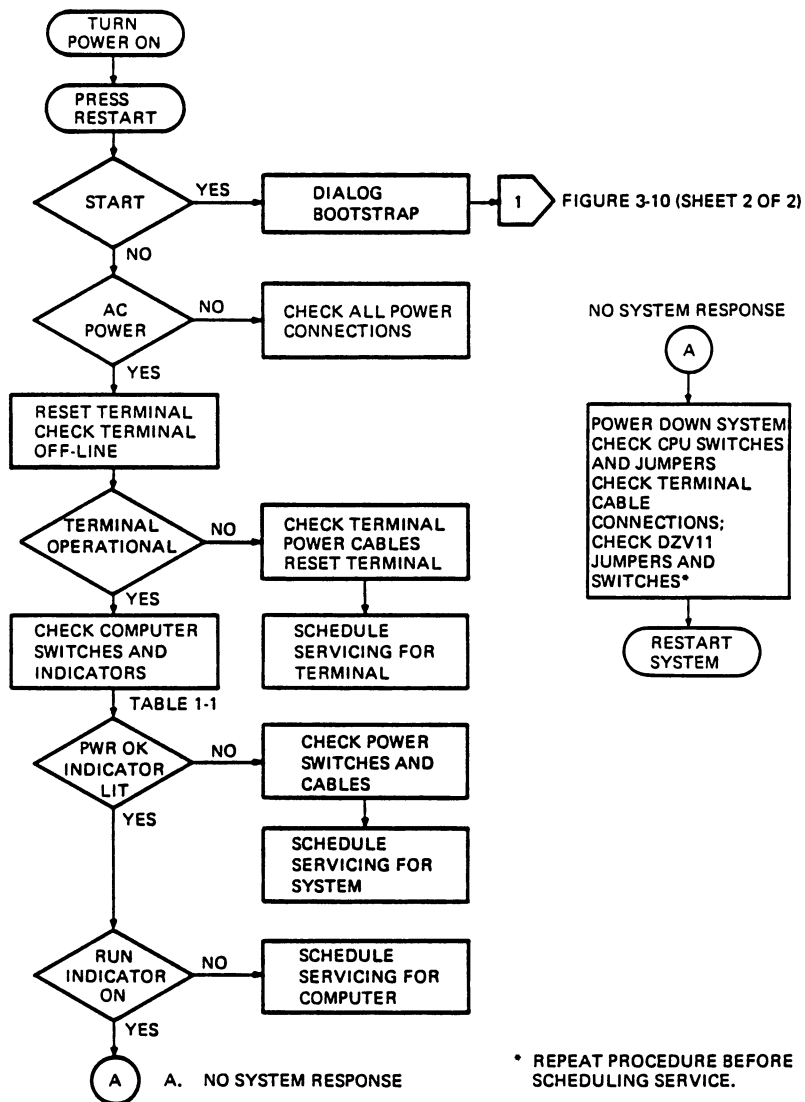 TURN
POWER ON
PRESS
RESTART
START
YES
DIALOG
BOOTSTRAP
1
FIGURE 3-10 (SHEET 2 OF 2)
NO
AC
POWER
NO
CHECK ALL POWER
CONNECTIONS
YES
RESET TERMINAL
CHECK TERMINAL
OFF-LINE
TERMINAL
OPERATIONAL
NO
CHECK TERMINAL
POWER CABLES
RESET TERMINAL
SCHEDULE
SERVICING FOR
TERMINAL
YES
CHECK COMPUTER
SWITCHES AND
INDICATORS
TABLE 1-1
PWR OK
INDICATOR
LIT
NO
CHECK POWER
SWITCHES AND
CABLES
SCHEDULE
SERVICING FOR
SYSTEM
YES
RUN
INDICATOR
ON
NO
SCHEDULE
SERVICING FOR
COMPUTER
YES
A
A. NO SYSTEM RESPONSE
NO SYSTEM RESPONSE
A
POWER DOWN SYSTEM
CHECK CPU SWITCHES
AND JUMPERS
CHECK TERMINAL
CABLE
CONNECTIONS;
CHECK DZV11
JUMPERS AND
SWITCHES*
RESTART
SYSTEM
* REPEAT PROCEDURE BEFORE
SCHEDULING SERVICE.